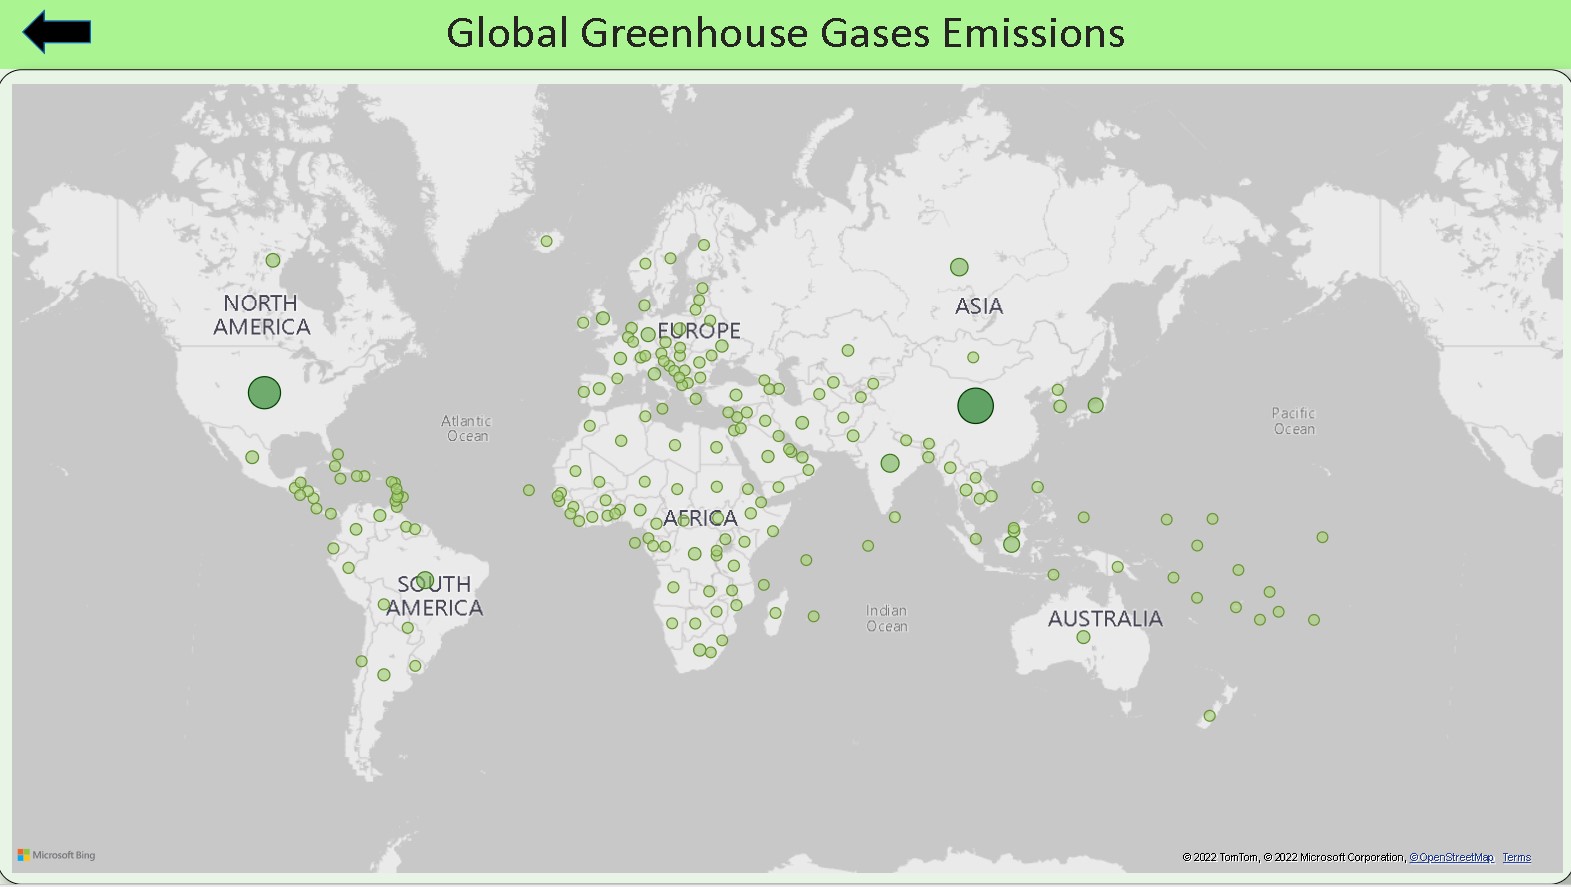 Global Greenhouse Gases Emissions
NORTH
AMERICA
EUROPE
ASIA
Atlantic
Ocean
Pacific
Ocean
AFRICA
SOUTH
AMERICA
Indian
Ocean
AUSTRALIA
Microsoft Bing
© 2022 TomTom, © 2022 Microsoft Corporation, © OpenStreetMap Terms